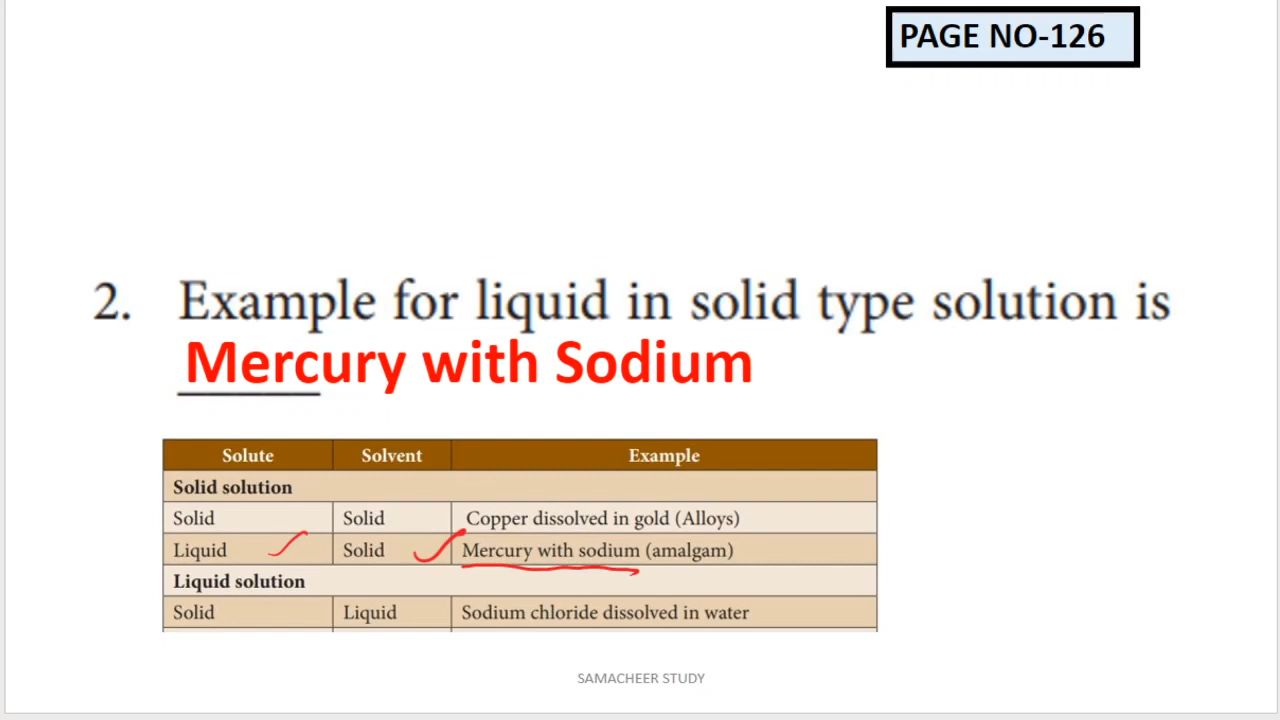 PAGE NO-126
2. Example for liquid in solid type solution is
Mercury with Sodium
Solute Solvent Example
Solid solution
Solid Solid Copper dissolved in gold (Alloys)
Liquid Solid Mercury with sodium (amalgam)
Liquid solution
Solid Liquid Sodium chloride dissolved in water
SAMACHEER STUDY